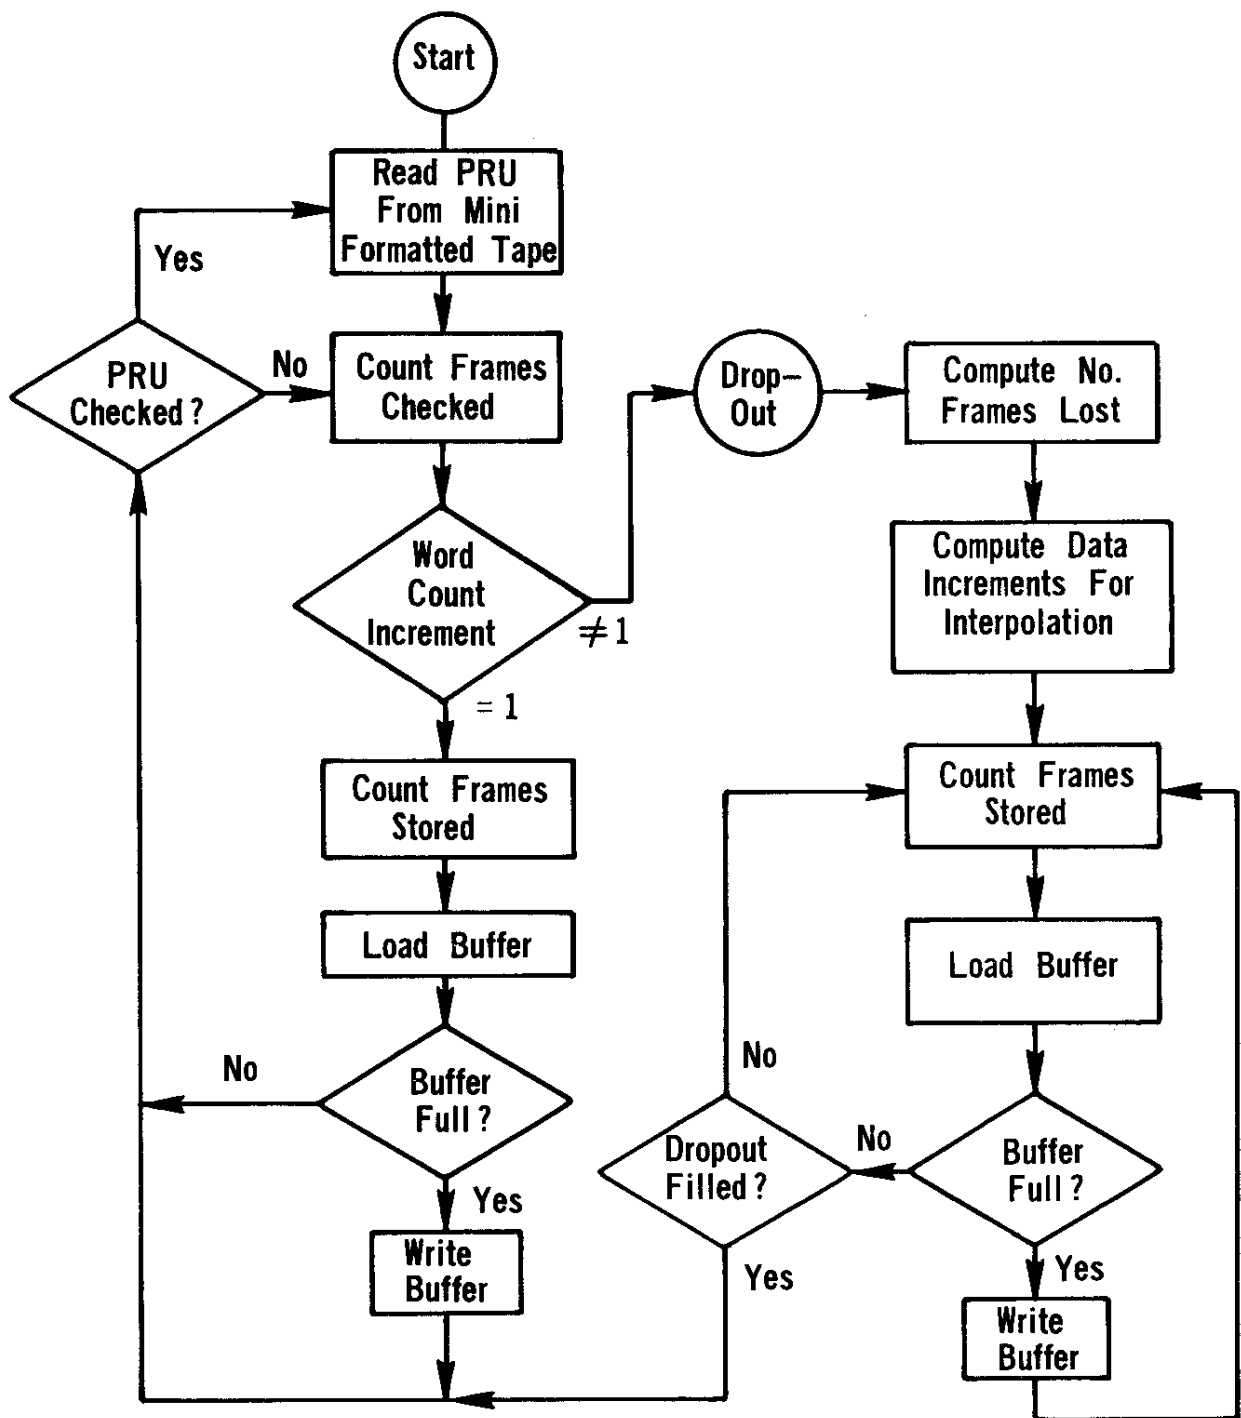 Start
Read PRU
From Mini
Formatted Tape
Yes
PRU
Checked?
No
Count Frames
Checked
Drop-
Out
Compute No.
Frames Lost
Word
Count
Increment
≠ 1
= 1
Compute Data
Increments For
Interpolation
Count Frames
Stored
Count Frames
Stored
Load Buffer
Load Buffer
No
Buffer
Full?
Yes
Write
Buffer
No
Dropout
Filled?
No
Buffer
Full?
Yes
Yes
Write
Buffer